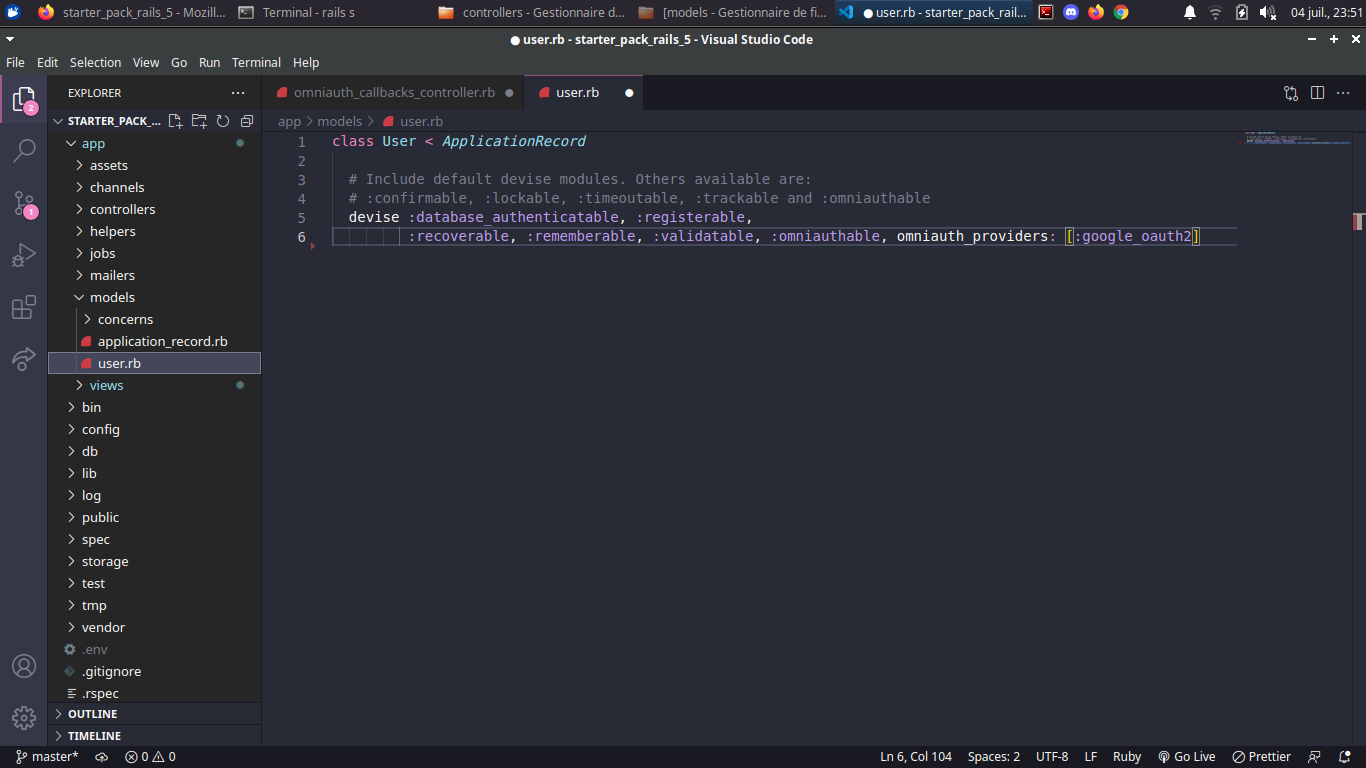 starter_pack_rails_5 - Mozill...
Terminal - rails s
controllers - Gestionnaire d...
[models - Gestionnaire de fi...
● user.rb - starter_pack_rail...
04 juil., 23:51
● user.rb - starter_pack_rails_5 - Visual Studio Code
File Edit Selection View Go Run Terminal Help
EXPLORER
omniauth_callbacks_controller.rb
user.rb
STARTER_PACK_...
app > models > user.rb
2
1
app
assets
channels
controllers
helpers
jobs
mailers
models
concerns
application_record.rb
user.rb
views
bin
config
db
lib
log
public
spec
storage
test
tmp
vendor
.env
.gitignore
.rspec
OUTLINE
TIMELINE
1 class User < ApplicationRecord
2
3 # Include default devise modules. Others available are:
4 # :confirmable, :lockable, :timeoutable, :trackable and :omniauthable
5 devise :database_authenticatable, :registerable,
6 :recoverable, :rememberable, :validatable, :omniauthable, omniauth_providers: [:google_oauth2]
master*
0 0
Ln 6, Col 104
Spaces: 2
UTF-8
LF
Ruby
Go Live
Prettier